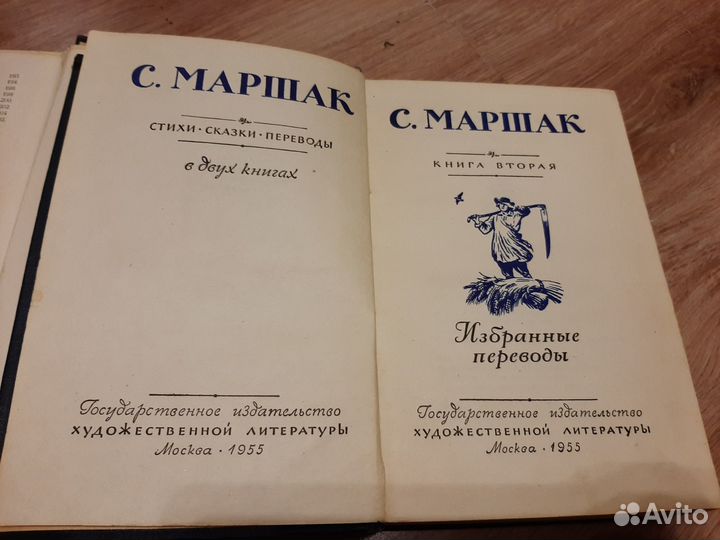 С. МАРШАК
СТИХИ · СКАЗКИ · ПЕРЕВОДЫ
в двух книгах
Государственное издательство
ХУДОЖЕСТВЕННОЙ ЛИТЕРАТУРЫ
Москва · 1955
С. МАРШАК
КНИГА ВТОРАЯ
Избранные
переводы
Государственное издательство
ХУДОЖЕСТВЕННОЙ ЛИТЕРАТУРЫ
Москва · 1955
Avito